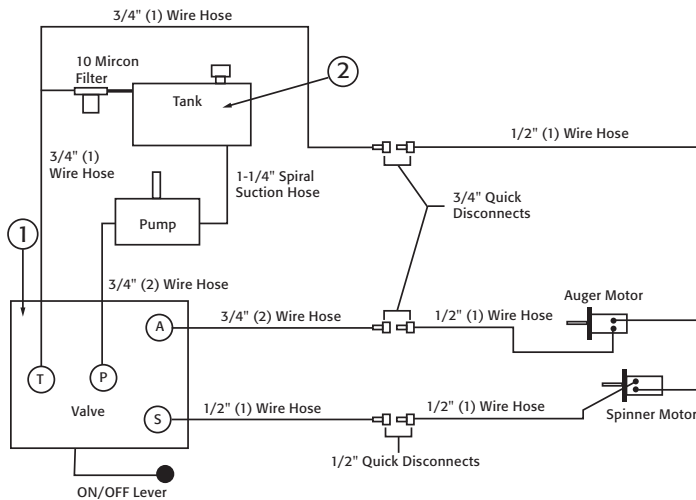 3/4" (1) Wire Hose
10 Mircon
Filter
2
Tank
1/2" (1) Wire Hose
3/4" (1)
Wire Hose
1-1/4" Spiral
Suction Hose
3/4" Quick
Disconnects
Pump
1
3/4" (2) Wire Hose
Auger Motor
A
3/4" (2) Wire Hose
1/2" (1) Wire Hose
T
P
Valve
S
1/2" (1) Wire Hose
1/2" (1) Wire Hose
Spinner Motor
1/2" Quick Disconnects
ON/OFF Lever